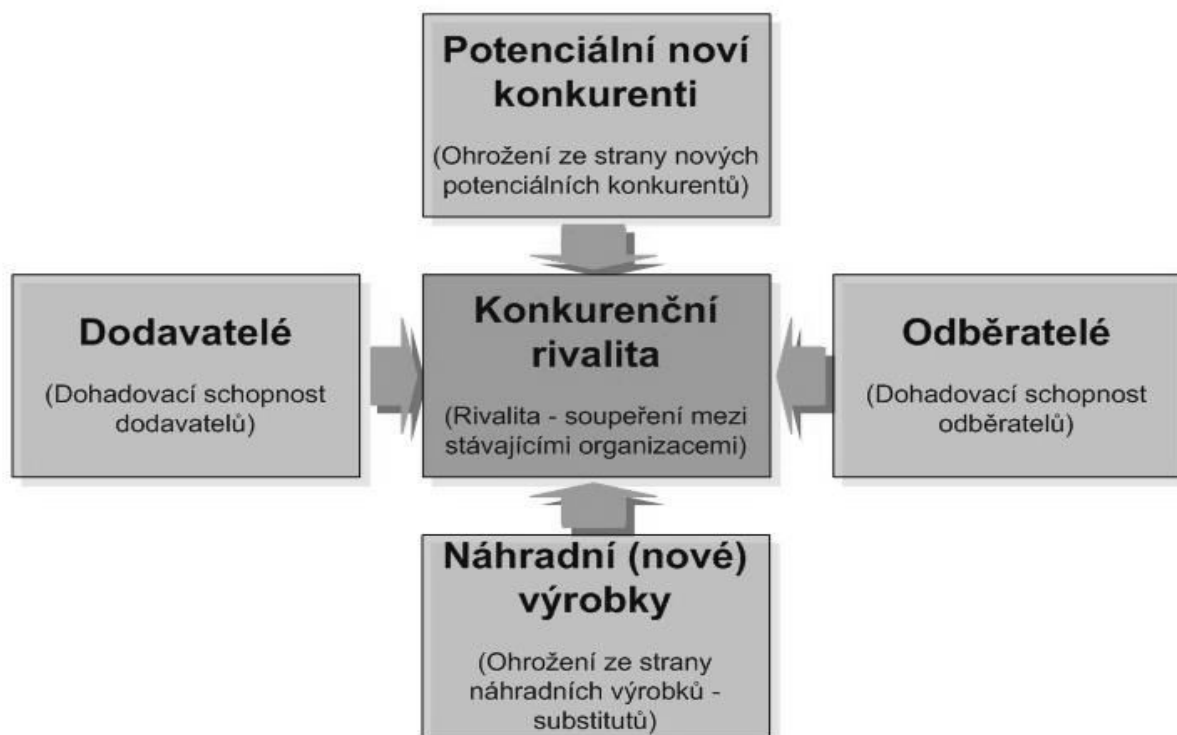 Potenciální noví
konkurenti
(Ohrožení ze strany nových
potenciálních konkurentů)
Dodavatelé
(Dohadovací schopnost
dodavatelů)
Konkurenční
rivalita
(Rivalita - soupeření mezi
stávajícími organizacemi)
Odběratelé
(Dohadovací schopnost
odběratelů)
Náhradní (nové)
výrobky
(Ohrožení ze strany
náhradních výrobků -
substitutů)